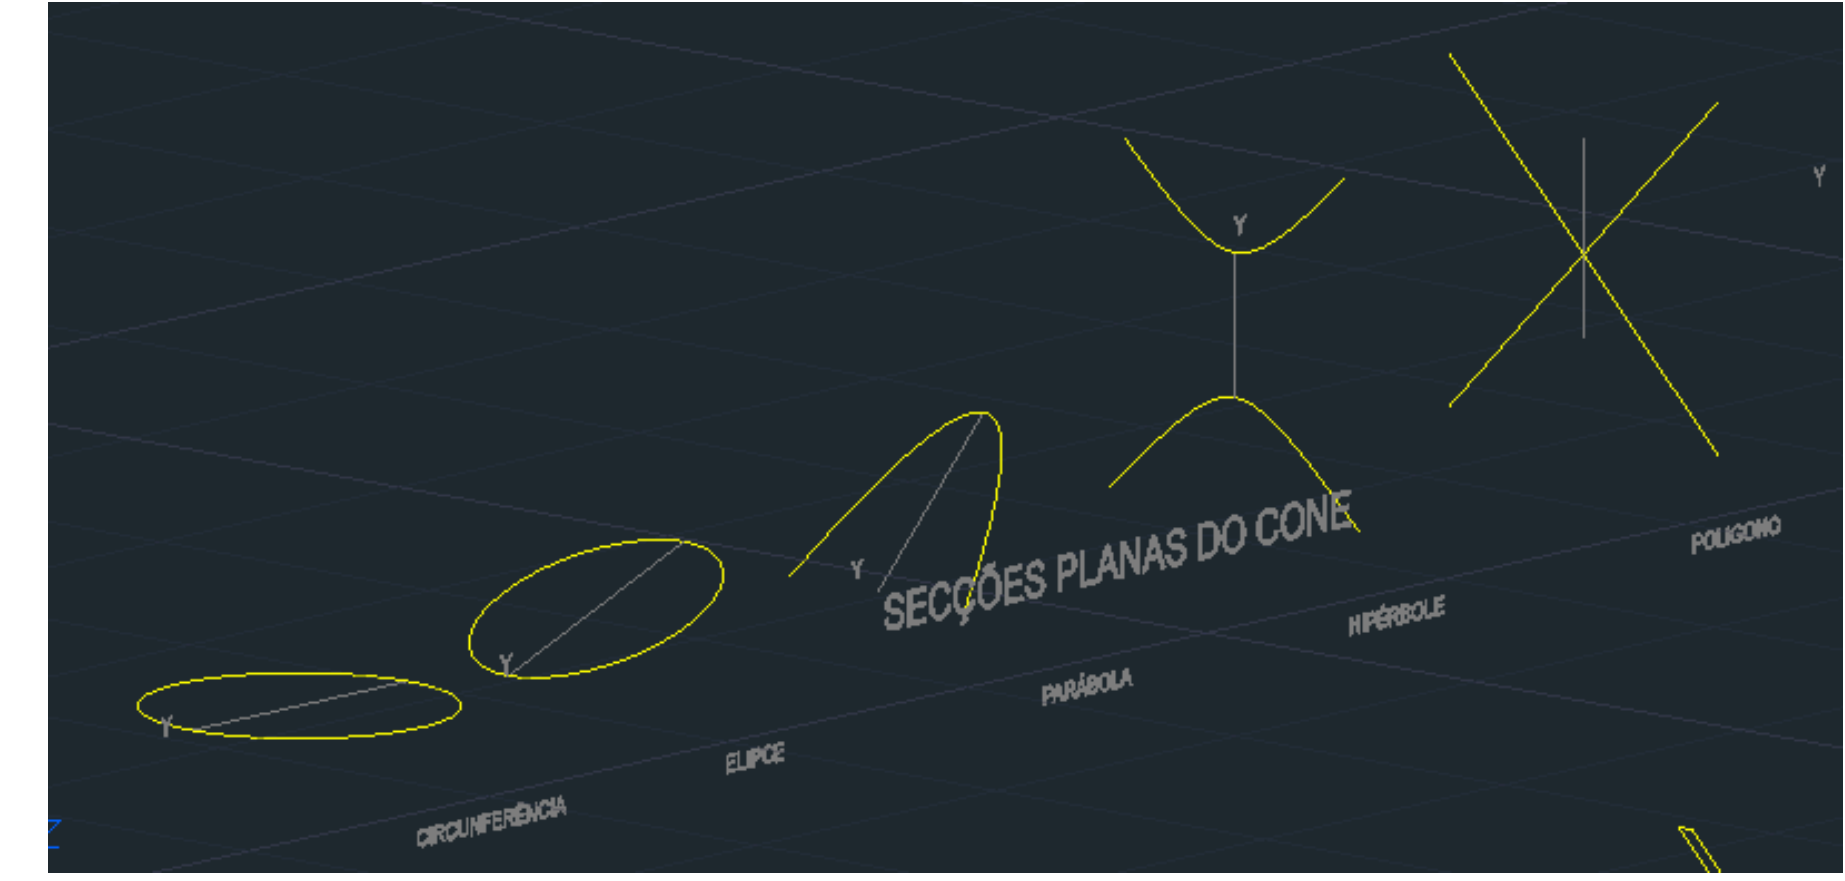 Y
Y
Y
Y
Y
SECÇÕES PLANAS DO CONE
POLIGONO
HIPÉRBOLE
PARÁBOLA
ELIPCE
CIRCUNFERÊNCIA
Z